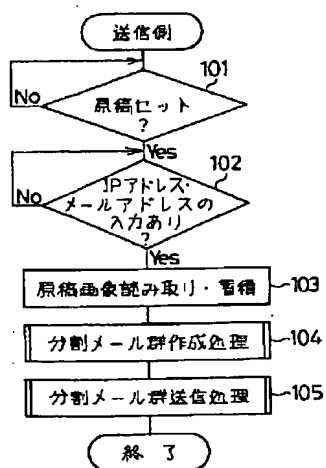 送信側
101
原稿セット
?
No
Yes
102
IPアドレス・
メールアドレスの
入力あり
?
No
Yes
原稿画像読み取り・蓄積
103
分割メール群作成処理
104
分割メール群送信処理
105
終了